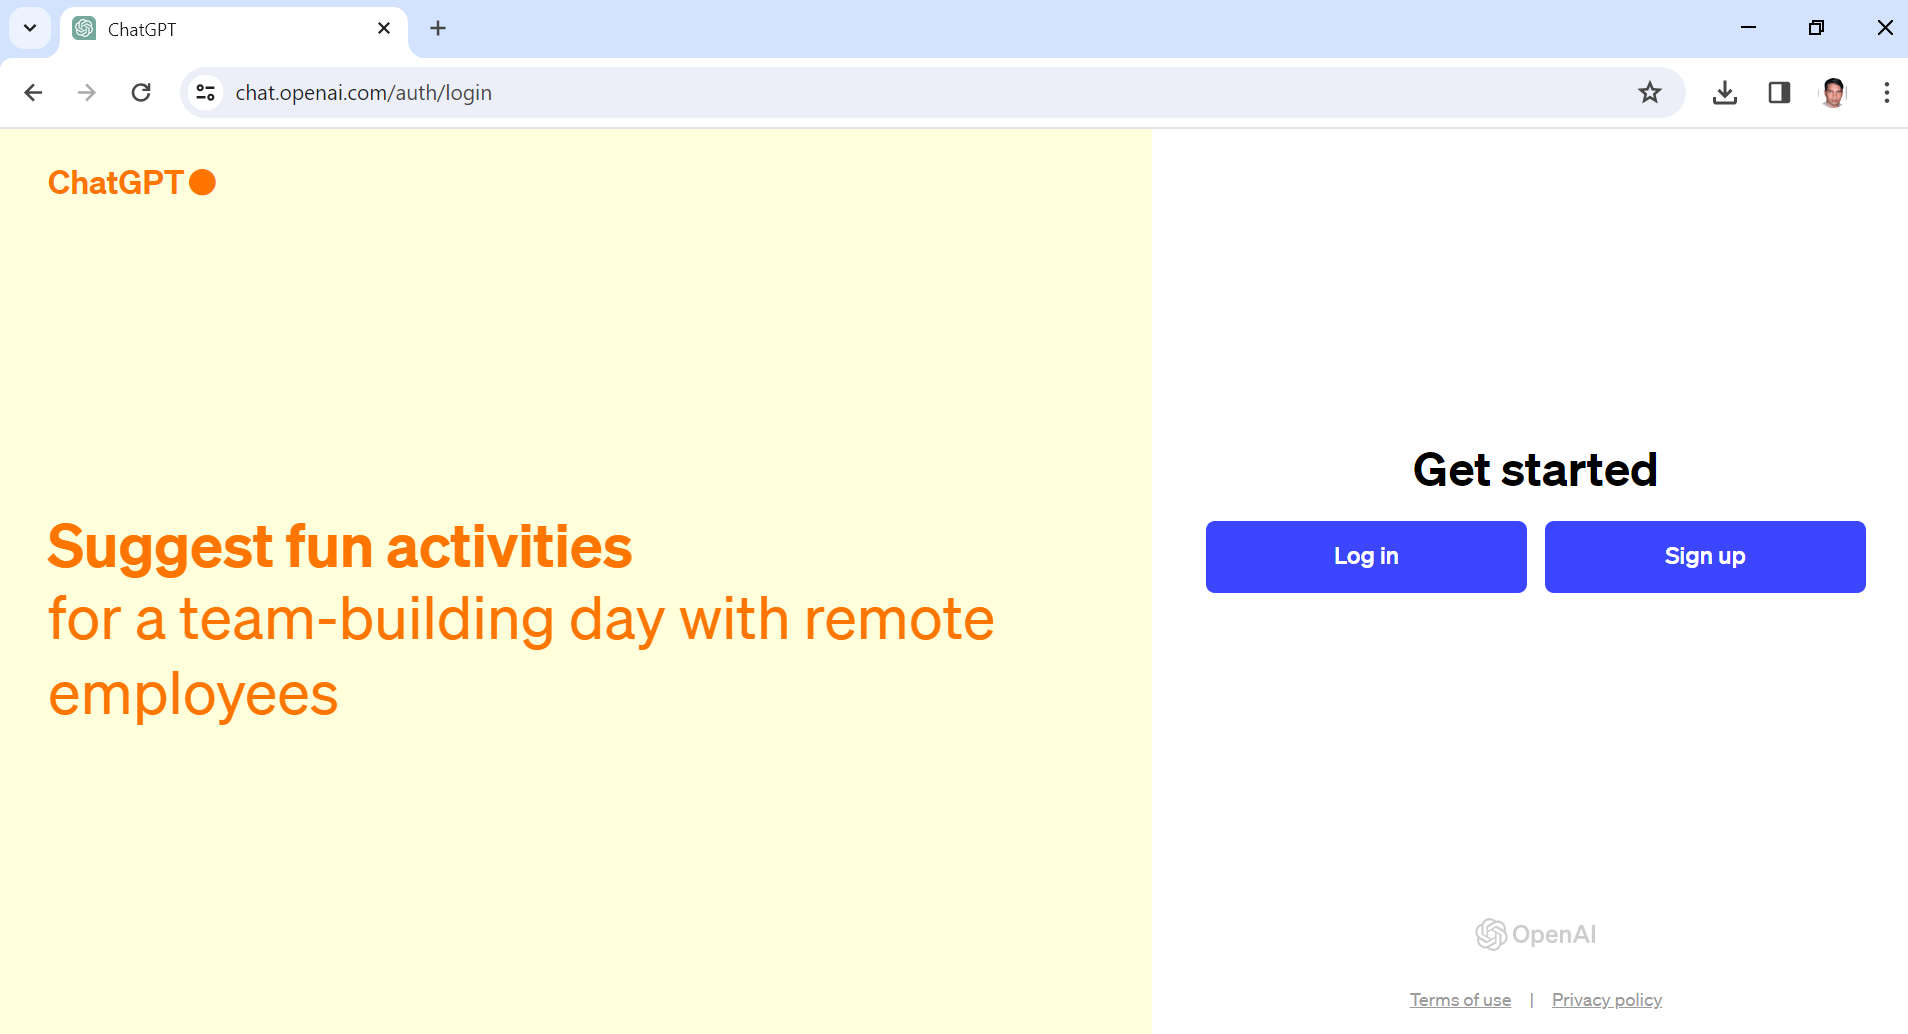 ChatGPT
chat.openai.com/auth/login
ChatGPT
Suggest fun activities
for a team-building day with remote
employees
Get started
Log in
Sign up
OpenAI
Terms of use | Privacy policy